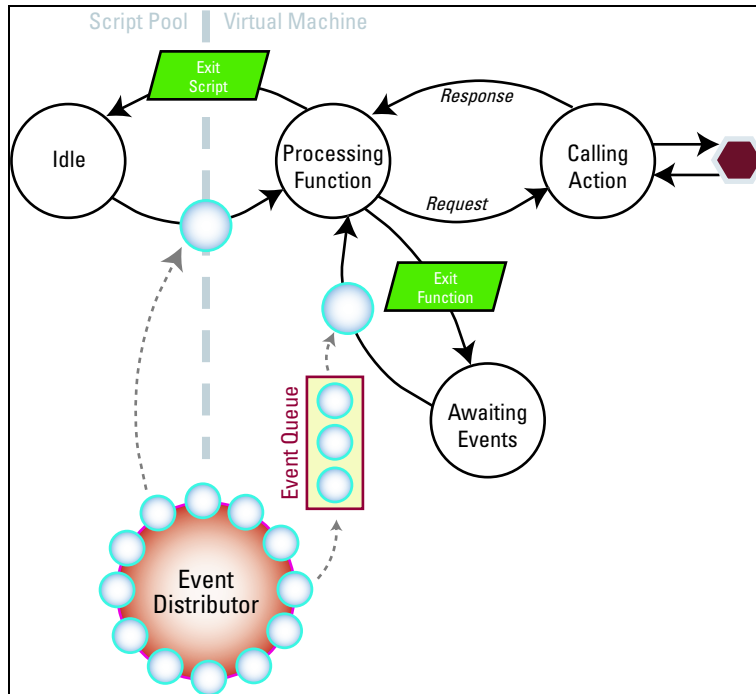 Script Pool
Virtual Machine
Exit
Script
Idle
Processing
Function
Response
Request
Calling
Action
Exit
Function
Awaiting
Events
Event Queue
Event
Distributor